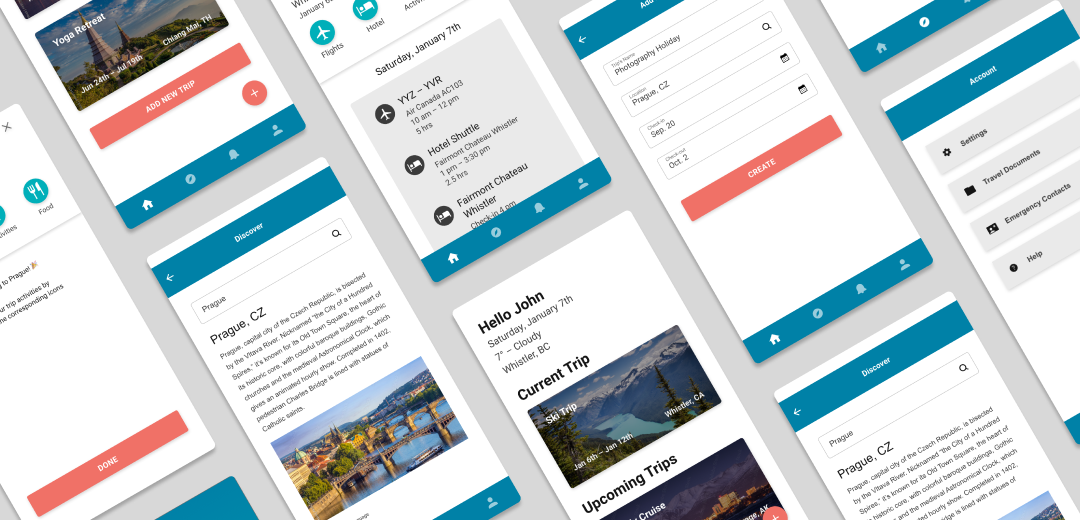 Yoga Retreat
Jun 24th – Jul 15th
Chiang Mai, TH
ADD NEW TRIP
Food
to Prague! 🎉
our trip activities by
corresponding icons
DONE
Flights
Hotel
Saturday, January 7th
YYZ – YVR
Air Canada AC103
10 am – 12 pm
5 hrs
Hotel Shuttle
Fairmont Chateau Whistler
1 pm – 3:30 pm
2.5 hrs
Fairmont Chateau
Whistler
Check-in 4 pm
Discover
Prague
Prague, CZ
Prague, capital city of the Czech Republic, is bisected
by the Vltava River. Nicknamed "the City of a Hundred
Spires," it's known for its Old Town Square, the heart of
its historic core, with colorful baroque buildings, Gothic
churches and the medieval Astronomical Clock, which
gives an animated hourly show. Completed in 1402,
pedestrian Charles Bridge is lined with statues of
Catholic saints.
Hello John
Saturday, January 7th
7° – Cloudy
Whistler, BC
Current Trip
Ski Trip
Jan 6th – Jan 12th
Whistler, CA
Upcoming Trips
Cruise
AK
Trip's Name
Photography Holiday
Location
Prague, CZ
Check-in
Sep. 20
Check-out
Oct. 2
CREATE
Account
Settings
Travel Documents
Emergency Contacts
Help
Discover
Prague
Prague, CZ
Prague, capital city of the Czech Republic, is bisected
by the Vltava River. Nicknamed "the City of a Hundred
Spires," it's known for its Old Town Square, the heart of
its historic core, with colorful baroque buildings, Gothic
churches and the medieval Astronomical Clock, which
gives an animated hourly show. Completed in 1402,
pedestrian Charles Bridge is lined with statues of